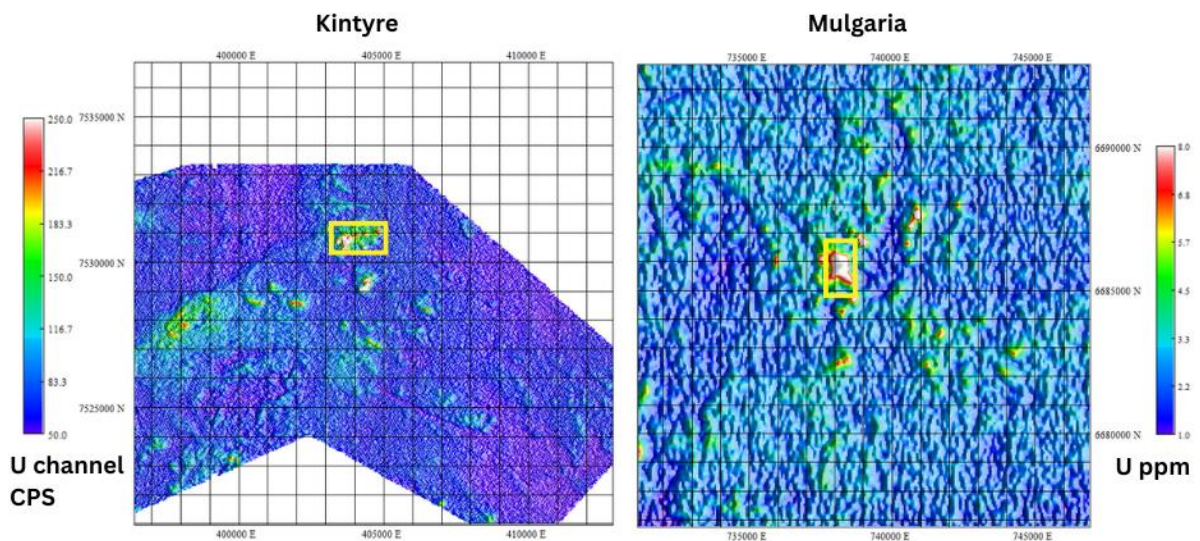 Kintyre
Mulgaria
400000 E 405000 E 410000 E
735000 E 740000 E 745000 E
250.0
216.7
183.3
150.0
116.7
83.3
50.0
U channel
CPS
7535000 N
7530000 N
7525000 N
6690000 N
6685000 N
6680000 N
8.0
6.8
5.7
4.5
3.3
2.2
1.0
U ppm
400000 E 405000 E 410000 E
735000 E 740000 E 745000 E